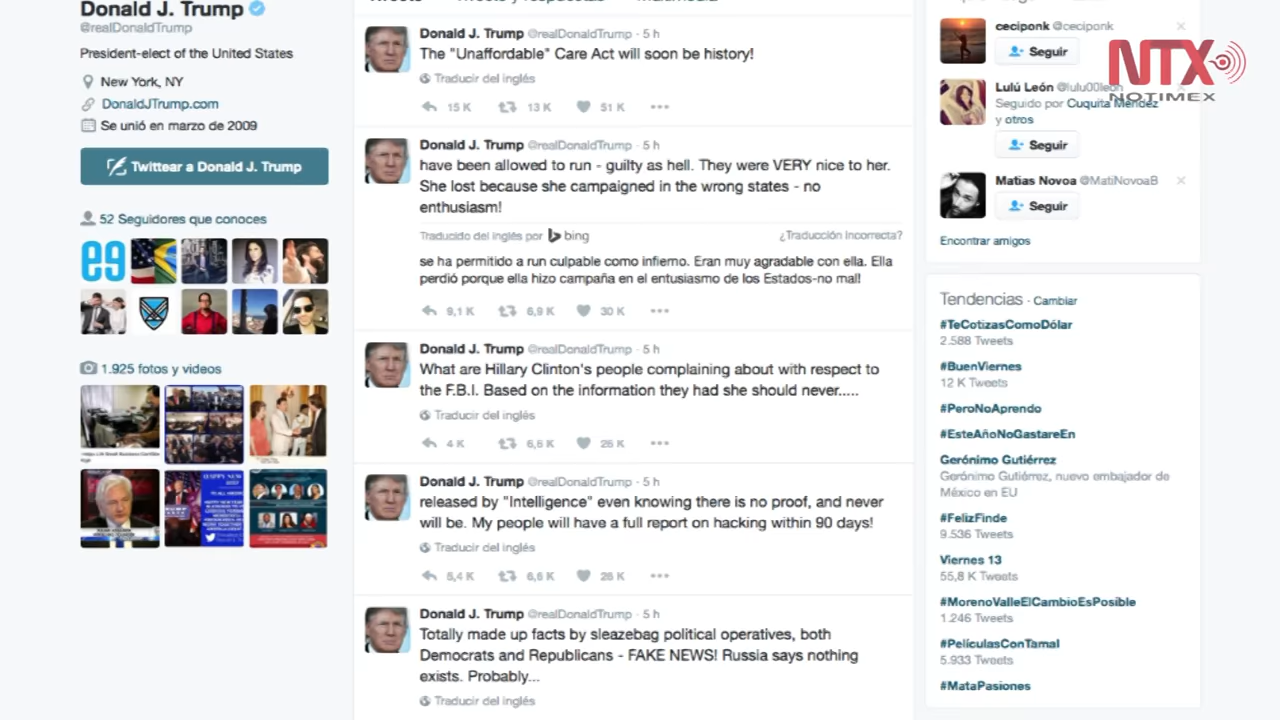 Donald J. Trump
@realDonaldTrump
President-elect of the United States
New York, NY
DonaldJTrump.com
Se unió en marzo de 2009
Twittear a Donald J. Trump
52 Seguidores que conoces
e9
1.925 fotos y videos
Donald J. Trump @realDonaldTrump · 5 h
The "Unaffordable" Care Act will soon be history!
Traducir del inglés
15 K 13 K 51 K
Donald J. Trump @realDonaldTrump · 5 h
have been allowed to run - guilty as hell. They were VERY nice to her.
She lost because she campaigned in the wrong states - no
enthusiasm!
Traducido del inglés por bing ¿Traducción incorrecta?
se ha permitido a run culpable como infierno. Eran muy agradable con ella. Ella
perdió porque ella hizo campaña en el entusiasmo de los Estados-no mal!
9,1 K 6,9 K 30 K
Donald J. Trump @realDonaldTrump · 5 h
What are Hillary Clinton's people complaining about with respect to
the F.B.I. Based on the information they had she should never.....
Traducir del inglés
4 K 6,6 K 26 K
Donald J. Trump @realDonaldTrump · 5 h
released by "Intelligence" even knowing there is no proof, and never
will be. My people will have a full report on hacking within 90 days!
Traducir del inglés
5,4 K 6,6 K 26 K
Donald J. Trump @realDonaldTrump · 5 h
Totally made up facts by sleazebag political operatives, both
Democrats and Republicans - FAKE NEWS! Russia says nothing
exists. Probably...
Traducir del inglés
ceciponk @ceciponk
Seguir
NTX
NOTIMEX
Lulú León @lulu00leon
Seguido por Cuquita Méndez
y otros
Seguir
Matias Novoa @MatiNovoaB
Seguir
Encontrar amigos
Tendencias · Cambiar
#TeCotizasComoDólar
2.588 Tweets
#BuenViernes
12 K Tweets
#PeroNoAprendo
#EsteAñoNoGastareEn
Gerónimo Gutiérrez
Gerónimo Gutiérrez, nuevo embajador de
México en EU
#FelizFinde
9.536 Tweets
Viernes 13
55,8 K Tweets
#MorenoValleElCambioEsPosible
1.246 Tweets
#PelículasConTamal
5.933 Tweets
#MataPasiones